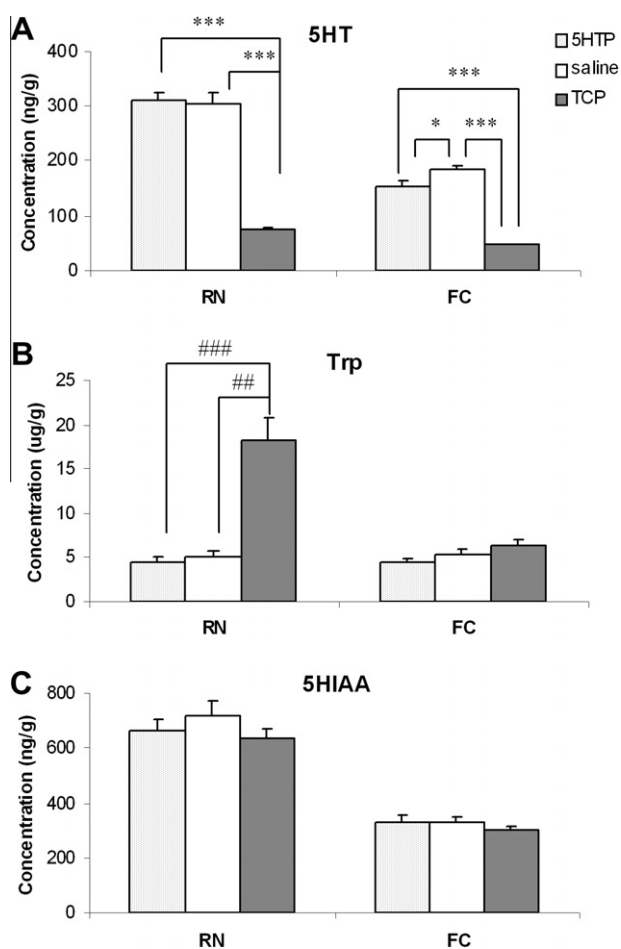 A
5HT
5HTP
saline
TCP
***
***
***
*
***
Concentration (ng/g)
400
300
200
100
0
RN
FC
B
Trp
###
##
Concentration (ug/g)
25
20
15
10
5
0
RN
FC
C
5HIAA
Concentration (ng/g)
800
600
400
200
0
RN
FC